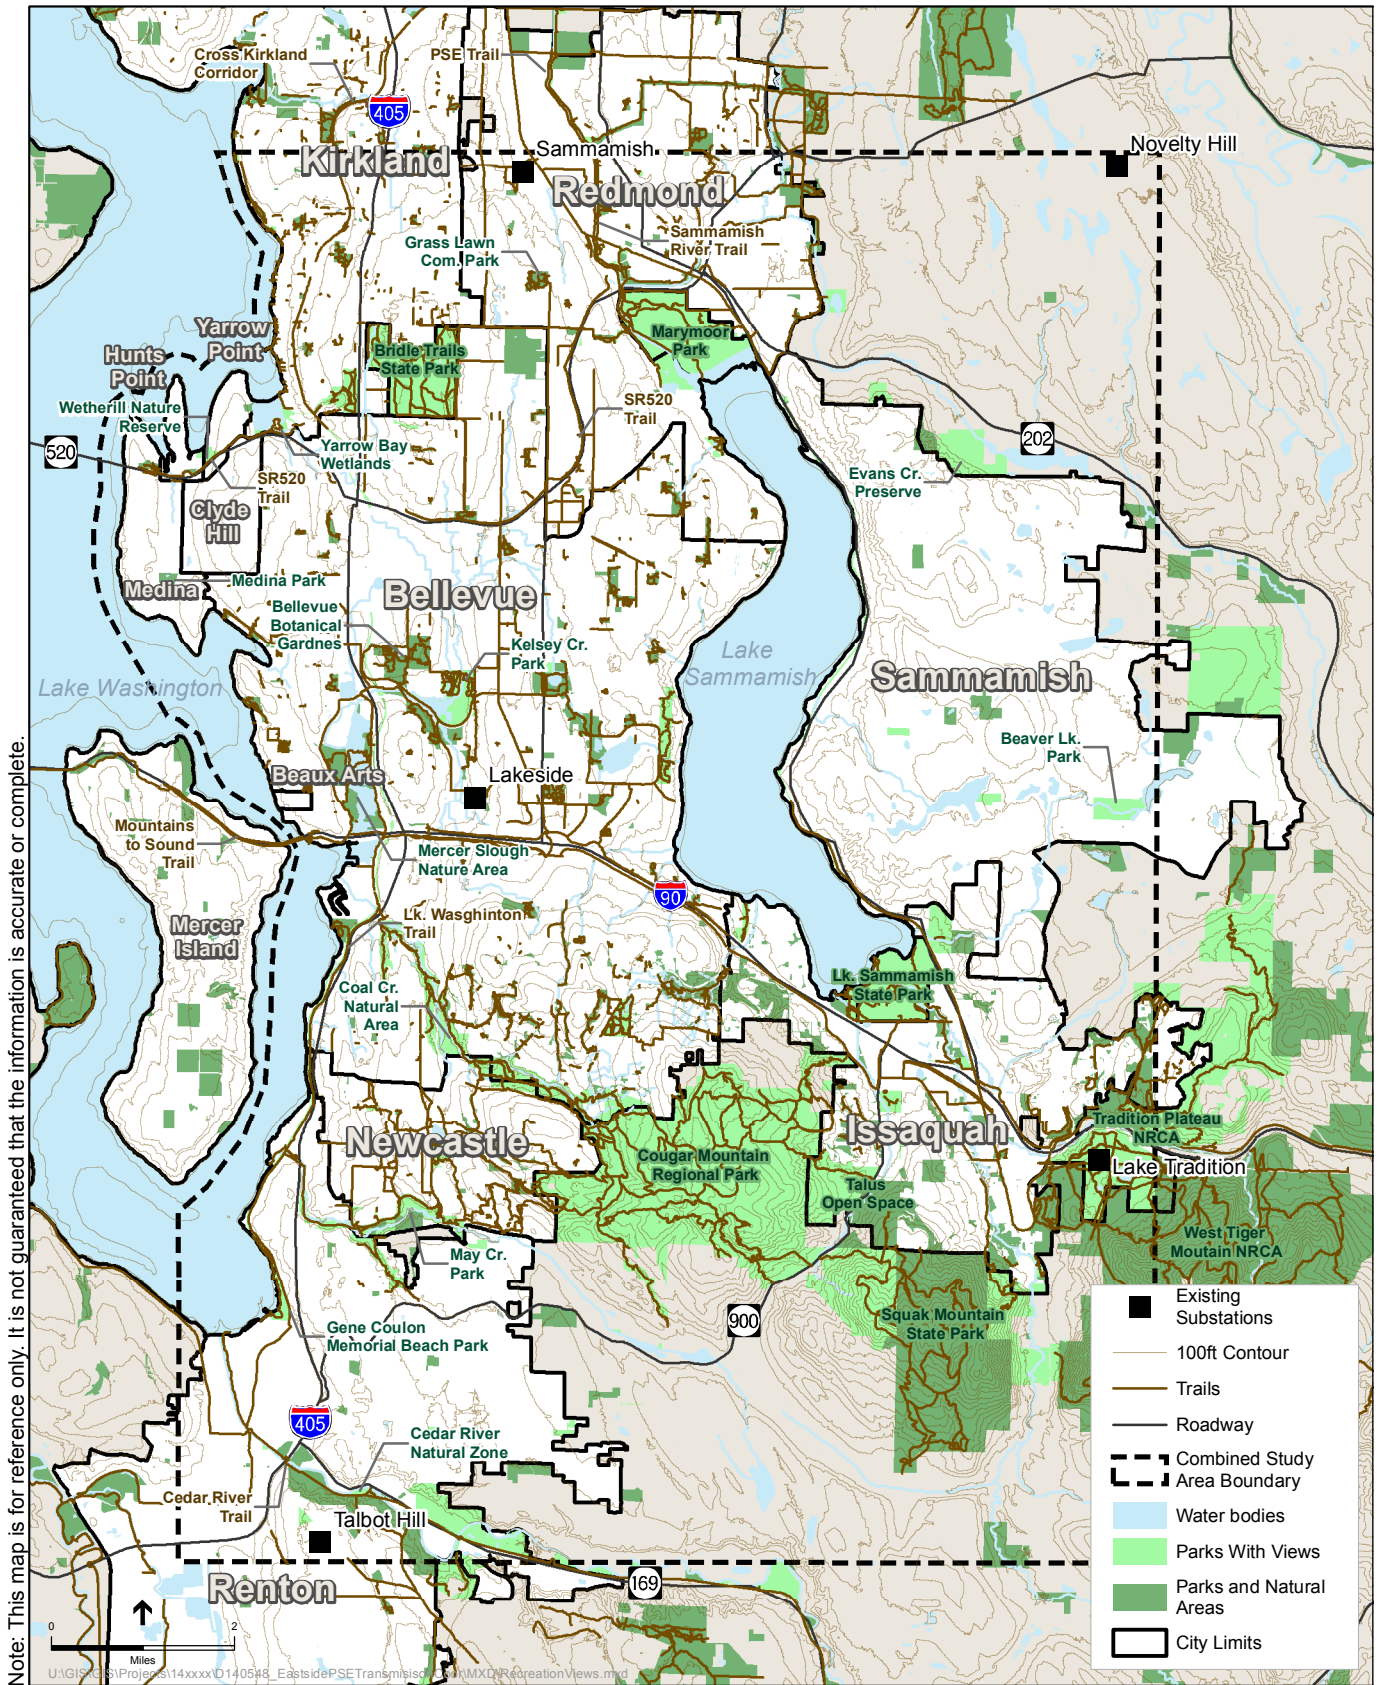 Cross Kirkland
Corridor
PSE Trail
405
Kirkland
Sammamish
Novelty Hill
Redmond
Sammamish
River Trail
Grass Lawn
Com. Park
Yarrow
Point
Hunts
Point
Marymoor
Park
Bridle Trails
State Park
Wetherill Nature
Reserve
SR520
Trail
520
Yarrow Bay
Wetlands
202
SR520
Trail
Evans Cr.
Preserve
Clyde
Hill
Medina
Medina Park
Bellevue
Bellevue
Botanical
Gardnes
Kelsey Cr.
Park
Lake
Sammamish
Sammamish
Lake Washington
Beaver Lk.
Park
Beaux Arts
Lakeside
Mountains
to Sound
Trail
Mercer Slough
Nature Area
90
Mercer
Island
Lk. Wasghinton
Trail
Lk. Sammamish
State Park
Coal Cr.
Natural
Area
Newcastle
Issaquah
Tradition Plateau
NRCA
Cougar Mountain
Regional Park
Lake Tradition
Talus
Open Space
West Tiger
Moutain NRCA
May Cr.
Park
900
Squak Mountain
State Park
Gene Coulon
Memorial Beach Park
405
Cedar River
Natural Zone
Cedar River
Trail
Talbot Hill
Renton
169
Existing
Substations
100ft Contour
Trails
Roadway
Combined Study
Area Boundary
Water bodies
Parks With Views
Parks and Natural
Areas
City Limits
0 2
Miles
Note: This map is for reference only. It is not guaranteed that the information is accurate or complete.